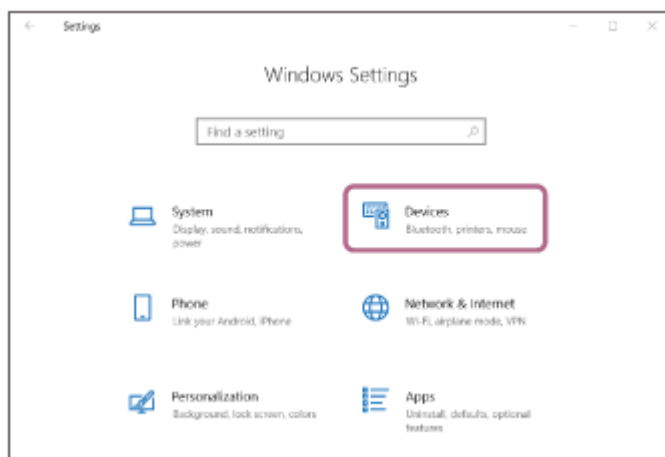 Settings
Windows Settings
Find a setting
System
Display, sound, notifications,
power
Devices
Bluetooth, printers, mouse
Phone
Link your Android, iPhone
Network & Internet
Wi-Fi, airplane mode, VPN
Personalization
Background, lock screen, colors
Apps
Uninstall, defaults, optional
features